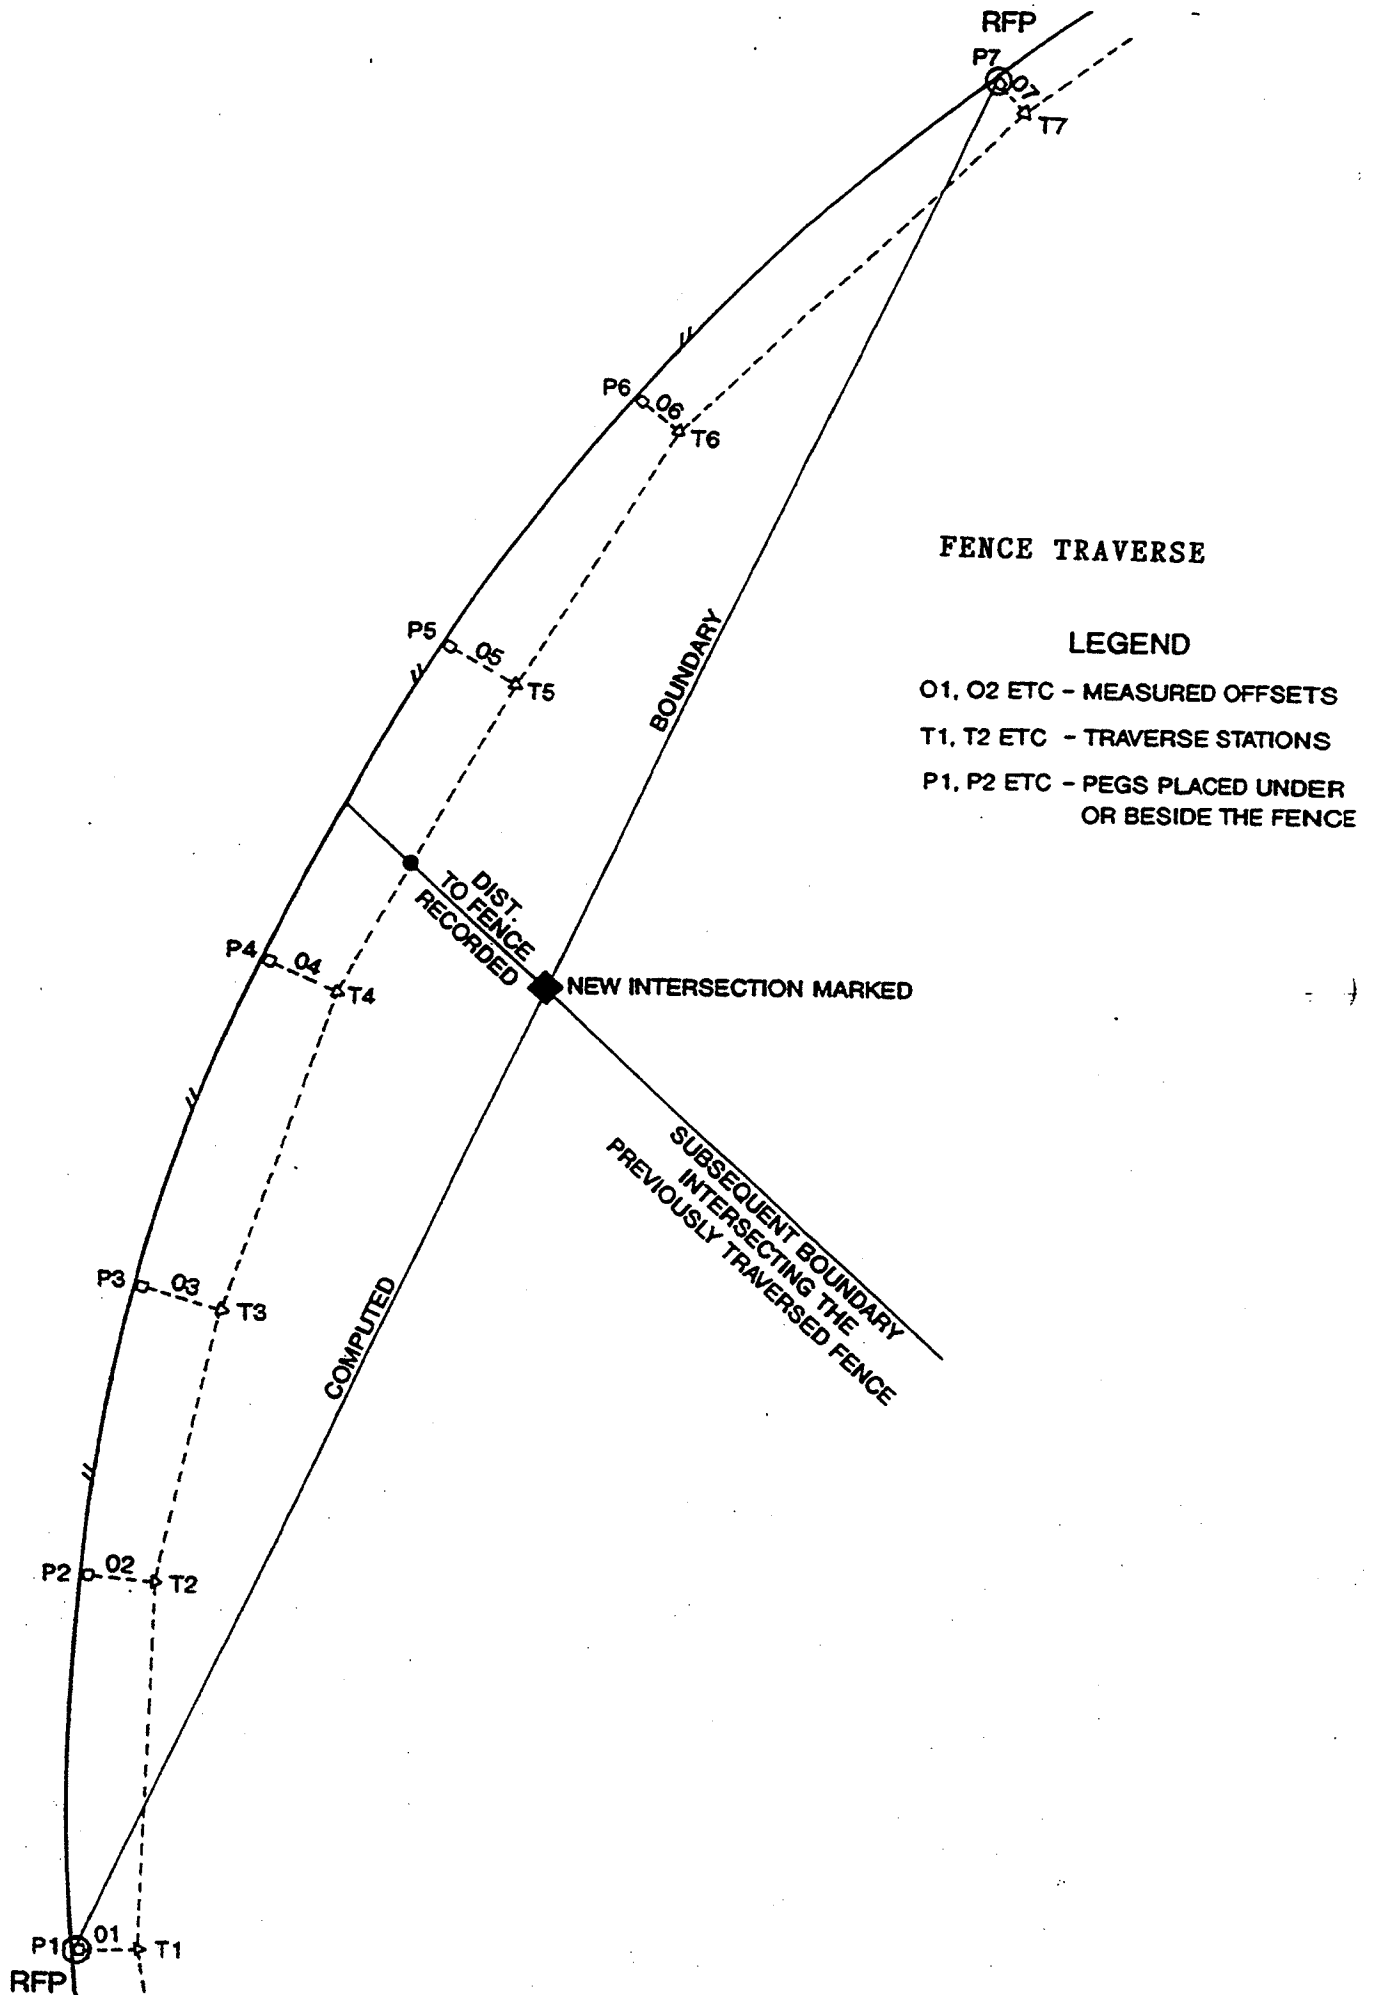 RFP
P7
O7
T7
P6
O6
T6
FENCE TRAVERSE
LEGEND
O1, O2 ETC - MEASURED OFFSETS
T1, T2 ETC - TRAVERSE STATIONS
P1, P2 ETC - PEGS PLACED UNDER
OR BESIDE THE FENCE
P5
O5
T5
BOUNDARY
DIST.
TO FENCE
RECORDED
P4
O4
T4
NEW INTERSECTION MARKED
SUBSEQUENT BOUNDARY
INTERSECTING THE
PREVIOUSLY TRAVERSED FENCE
P3
O3
T3
COMPUTED
P2
O2
T2
P1
O1
T1
RFP